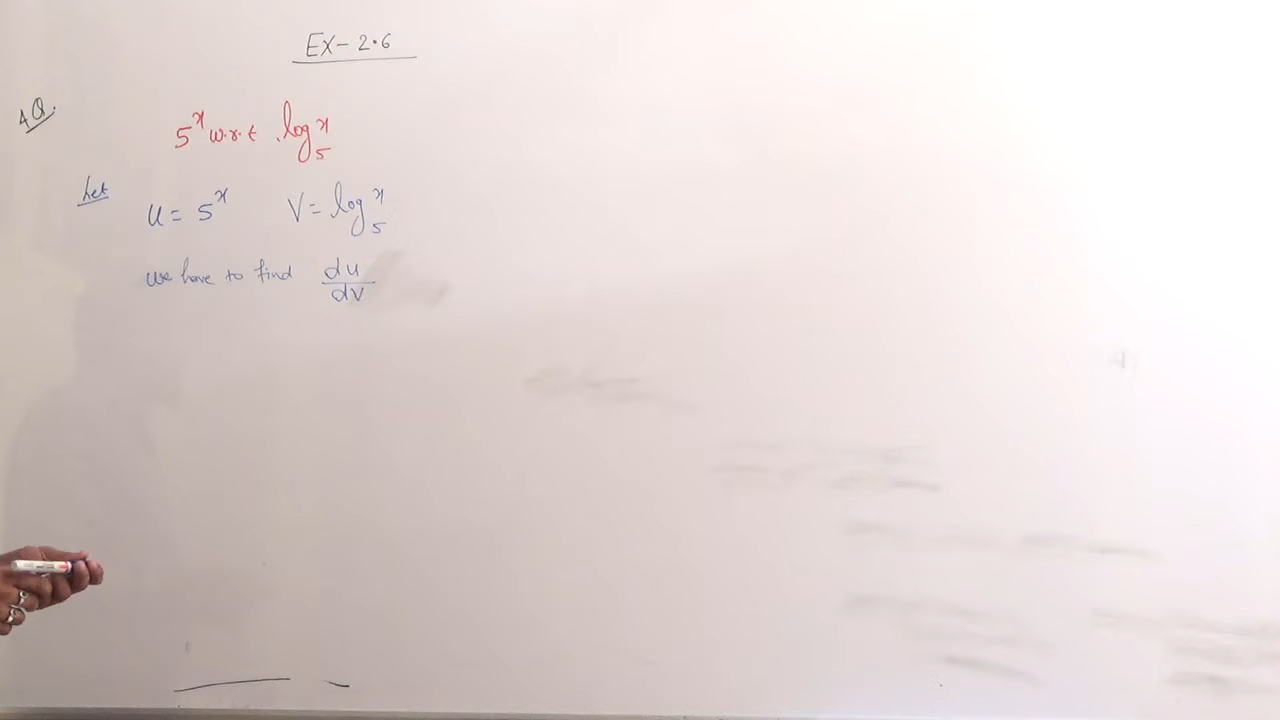 EX-2.6
4Q.
5^x w.r.t log_5^x
Let
u = 5^x V = log_5^x
we have to find du/dv